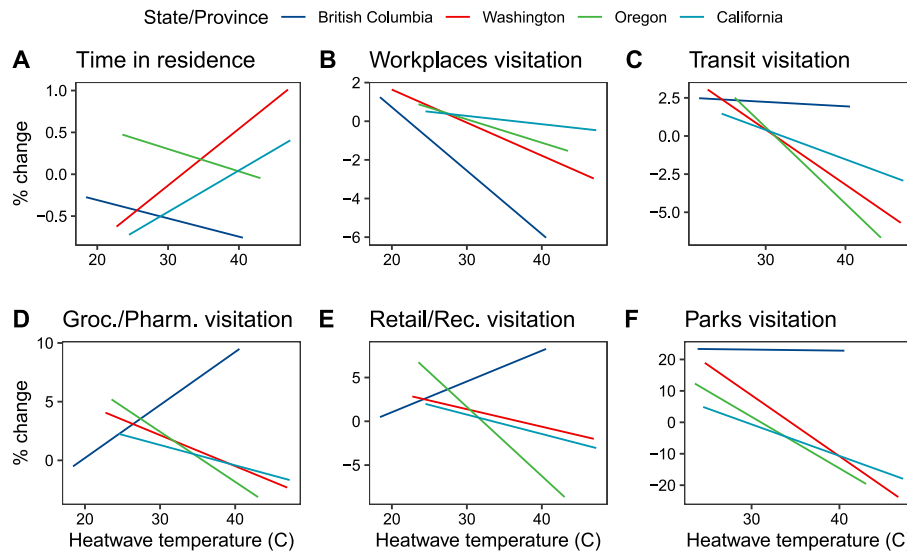 State/Province British Columbia Washington Oregon California
A Time in residence
B Workplaces visitation
C Transit visitation
% change
1.0
0.5
0.0
−0.5
20 30 40
2
0
−2
−4
−6
20 30 40
2.5
0.0
−2.5
−5.0
30 40
D Groc./Pharm. visitation
E Retail/Rec. visitation
F Parks visitation
% change
10
5
0
20 30 40
Heatwave temperature (C)
5
0
−5
20 30 40
Heatwave temperature (C)
20
10
0
−10
−20
30 40
Heatwave temperature (C)